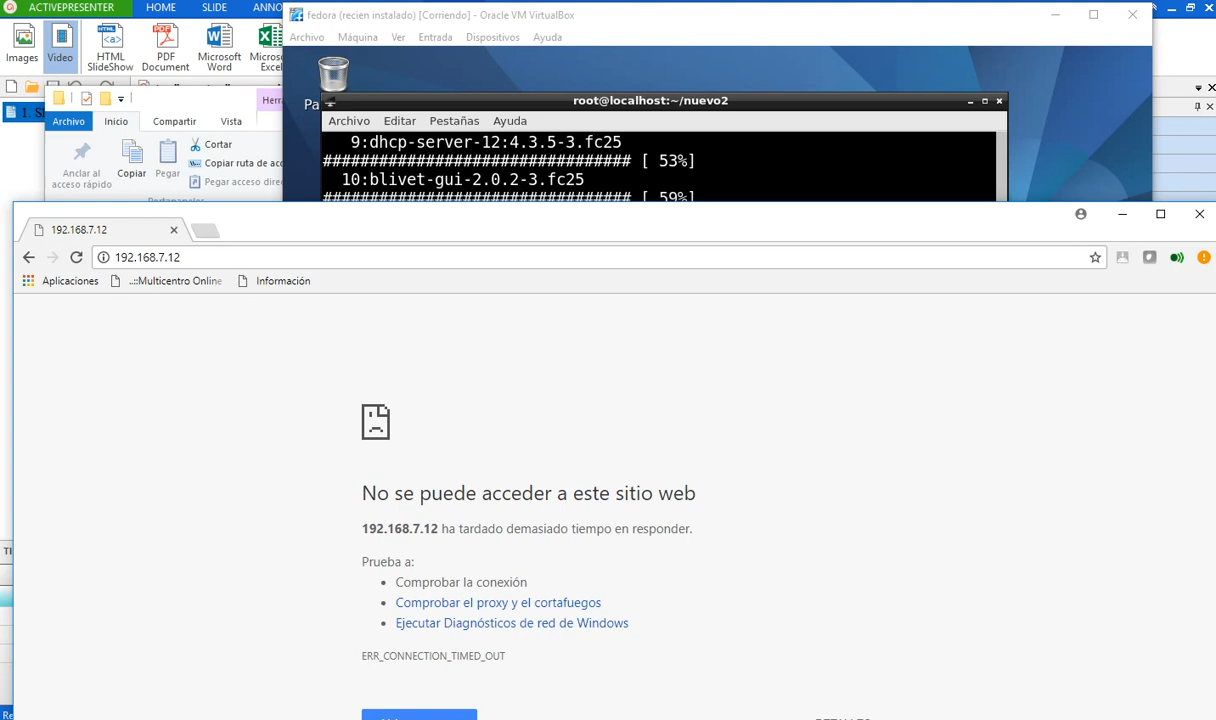 ACTIVEPRESENTER
HOME
SLIDE
ANNO
Images
Video
HTML SlideShow
PDF Document
Microsoft Word
Excel
fedora (recien instalado) [Corriendo] - Oracle VM VirtualBox
Archivo Máquina Ver Entrada Dispositivos Ayuda
root@localhost:~/nuevo2
Archivo Editar Pestañas Ayuda
9:dhcp-server-12:4.3.5-3.fc25
################################# [ 53%]
10:blivet-gui-2.0.2-3.fc25
################################# [ 59%]
Archivo Inicio Compartir Vista
Anclar al acceso rápido
Copiar
Pegar
Cortar
Copiar ruta de acc
Pegar acceso direc
192.168.7.12
192.168.7.12
Aplicaciones
..::Multicentro Online
Información
No se puede acceder a este sitio web
192.168.7.12 ha tardado demasiado tiempo en responder.
Prueba a:
Comprobar la conexión
Comprobar el proxy y el cortafuegos
Ejecutar Diagnósticos de red de Windows
ERR_CONNECTION_TIMED_OUT